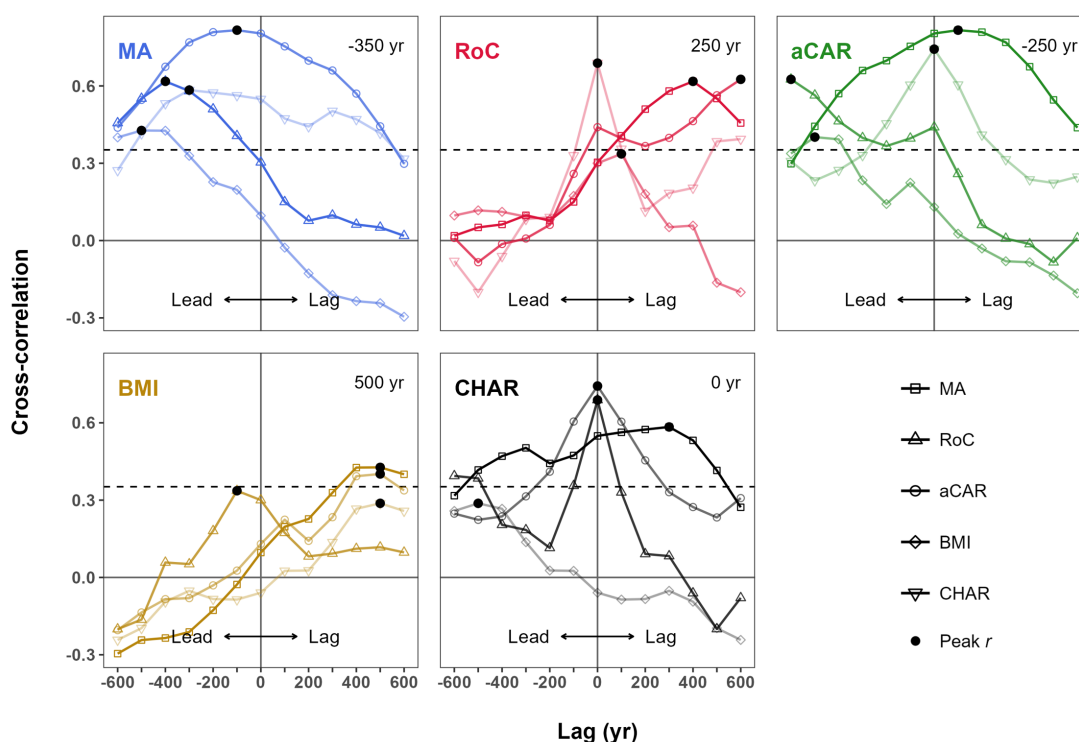 MA
-350 yr
RoC
250 yr
aCAR
-250 yr
0.6
0.3
0.0
-0.3
Lead
Lag
Lead
Lag
Lead
Lag
Cross-correlation
BMI
500 yr
CHAR
0 yr
0.6
0.3
0.0
-0.3
Lead
Lag
Lead
Lag
-600
-400
-200
0
200
400
600
-600
-400
-200
0
200
400
600
Lag (yr)
MA
RoC
aCAR
BMI
CHAR
Peak r